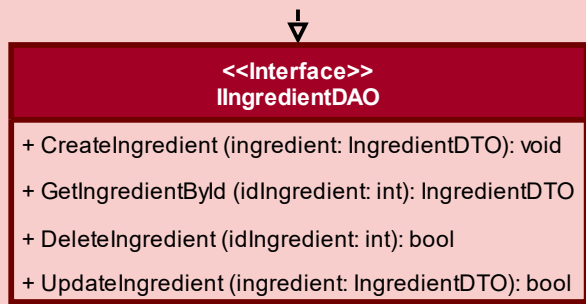 <<Interface>>
IIngredientDAO
+ CreateIngredient (ingredient: IngredientDTO): void
+ GetIngredientById (idIngredient: int): IngredientDTO
+ DeleteIngredient (idIngredient: int): bool
+ UpdateIngredient (ingredient: IngredientDTO): bool